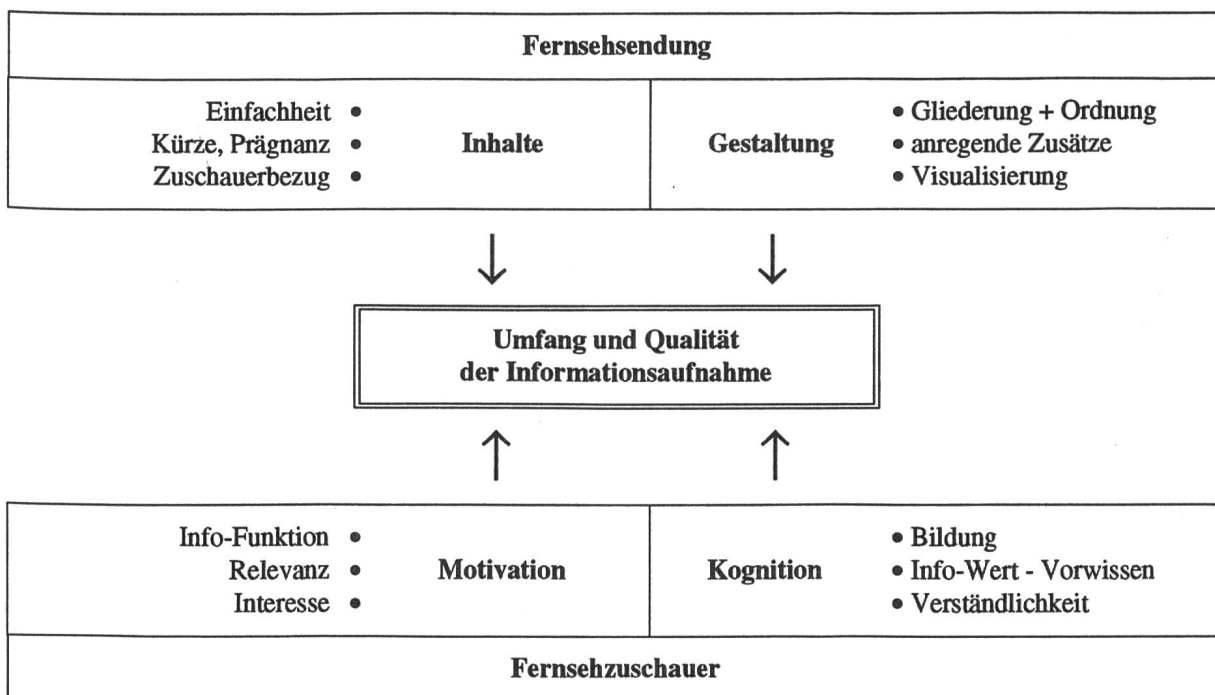 Fernsehsendung
Einfachheit •
Kürze, Prägnanz •
Zuschauerbezug •
Inhalte
Gestaltung
• Gliederung + Ordnung
• anregende Zusätze
• Visualisierung
Umfang und Qualität
der Informationsaufnahme
Info-Funktion •
Relevanz •
Interesse •
Motivation
Kognition
• Bildung
• Info-Wert - Vorwissen
• Verständlichkeit
Fernsehzuschauer